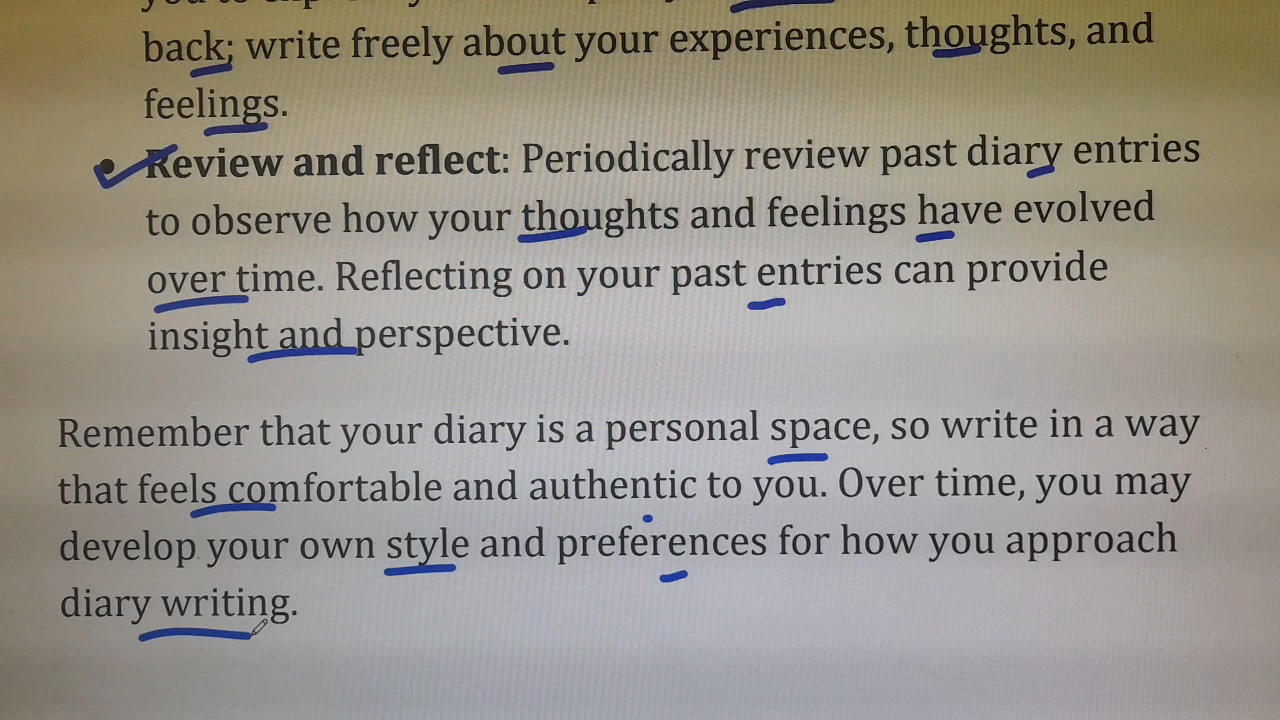 back; write freely about your experiences, thoughts, and
feelings.
• Review and reflect: Periodically review past diary entries
to observe how your thoughts and feelings have evolved
over time. Reflecting on your past entries can provide
insight and perspective.
Remember that your diary is a personal space, so write in a way
that feels comfortable and authentic to you. Over time, you may
develop your own style and preferences for how you approach
diary writing.